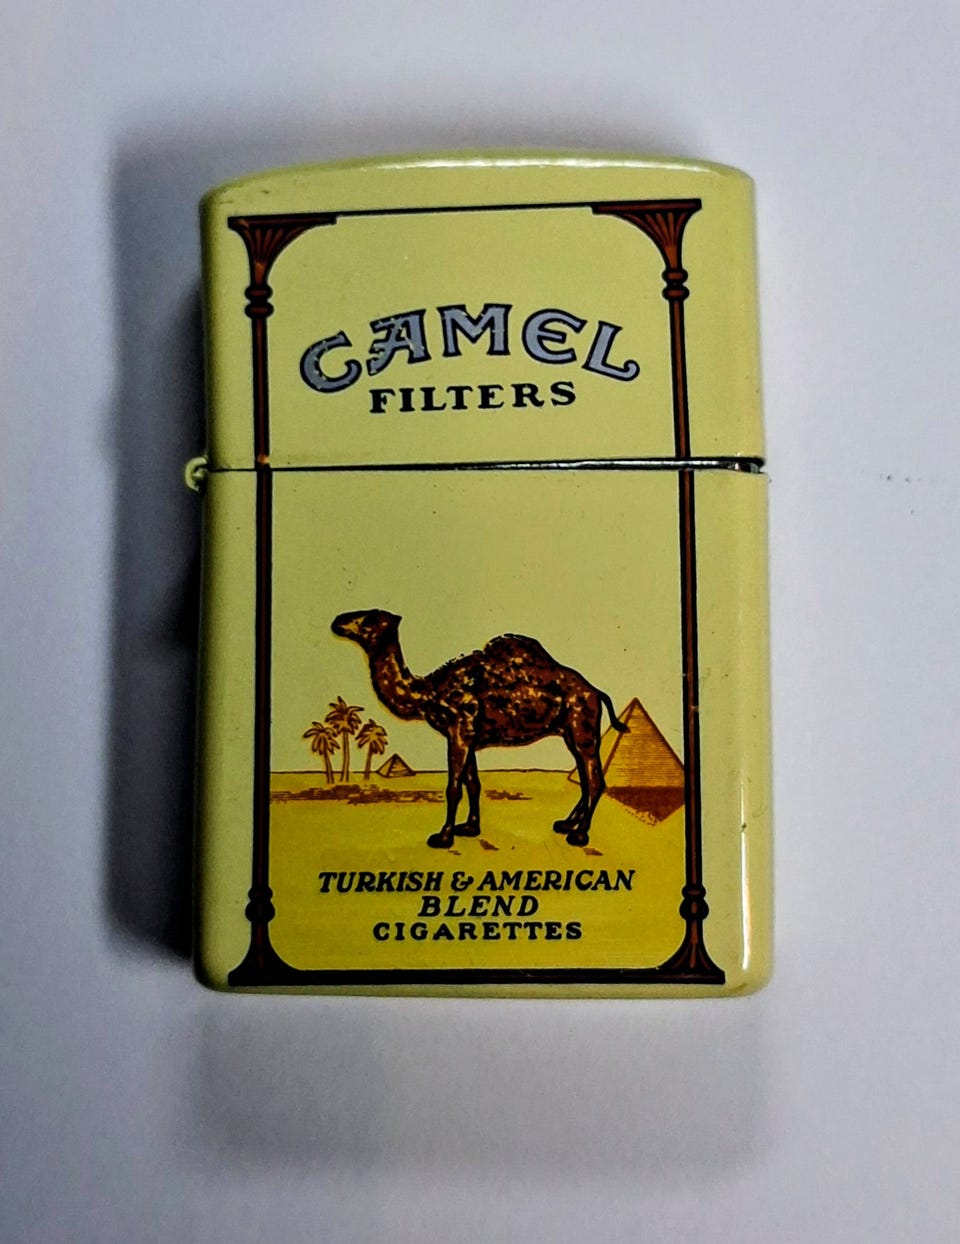 CAMEL
FILTERS
TURKISH & AMERICAN
BLEND
CIGARETTES